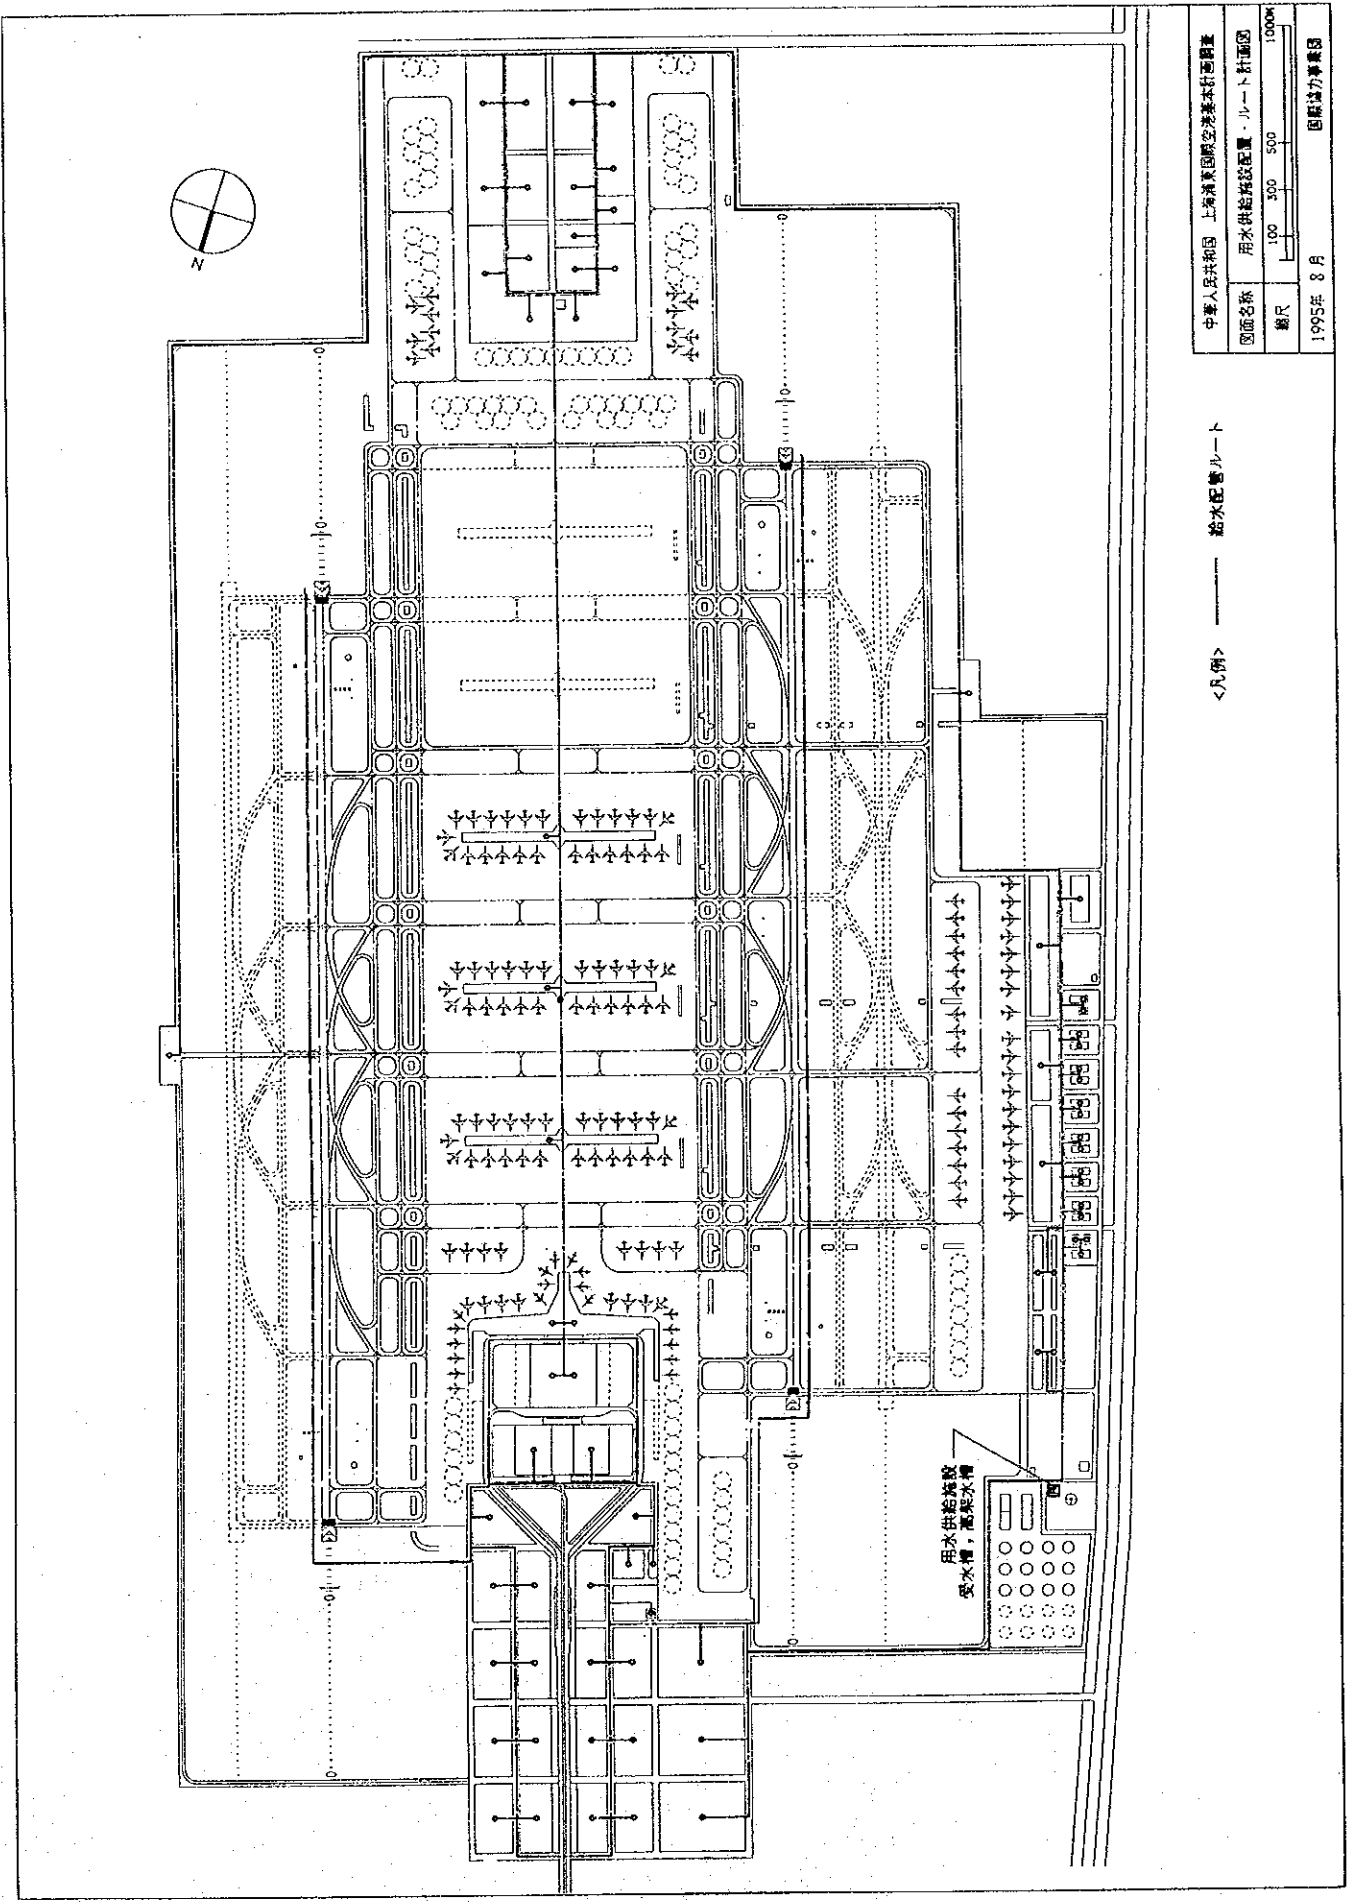 中華人民共和国 上海浦東国際空港基本計画調査
図面名称 用水供給施設配置・ルート計画図
縮尺 100 300 500 1000M
1995年 8月 国際協力事業団
<凡例> 給水配管ルート
用水供給施設
受水槽，高架水槽
N